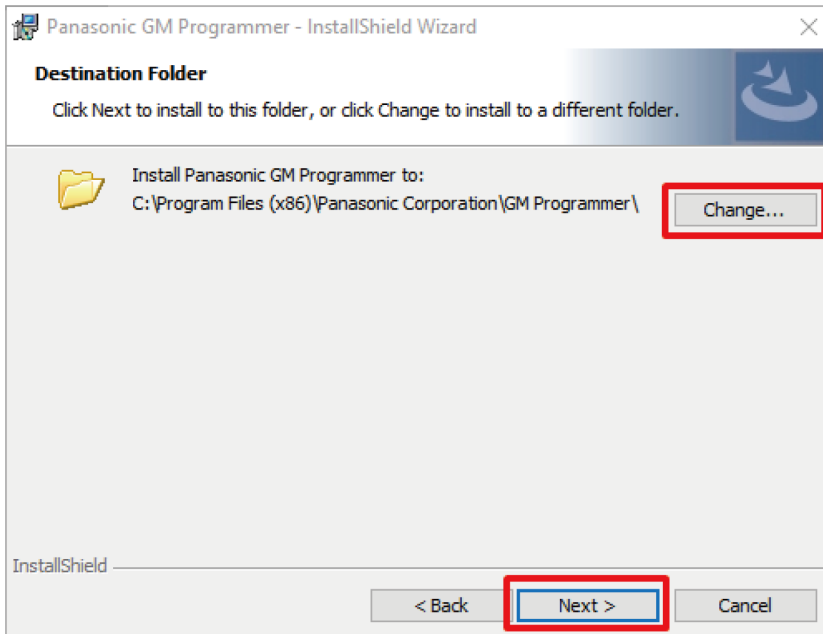 Panasonic GM Programmer - InstallShield Wizard
Destination Folder
Click Next to install to this folder, or click Change to install to a different folder.
Install Panasonic GM Programmer to:
C:\Program Files (x86)\Panasonic Corporation\GM Programmer\
Change...
InstallShield
< Back
Next >
Cancel